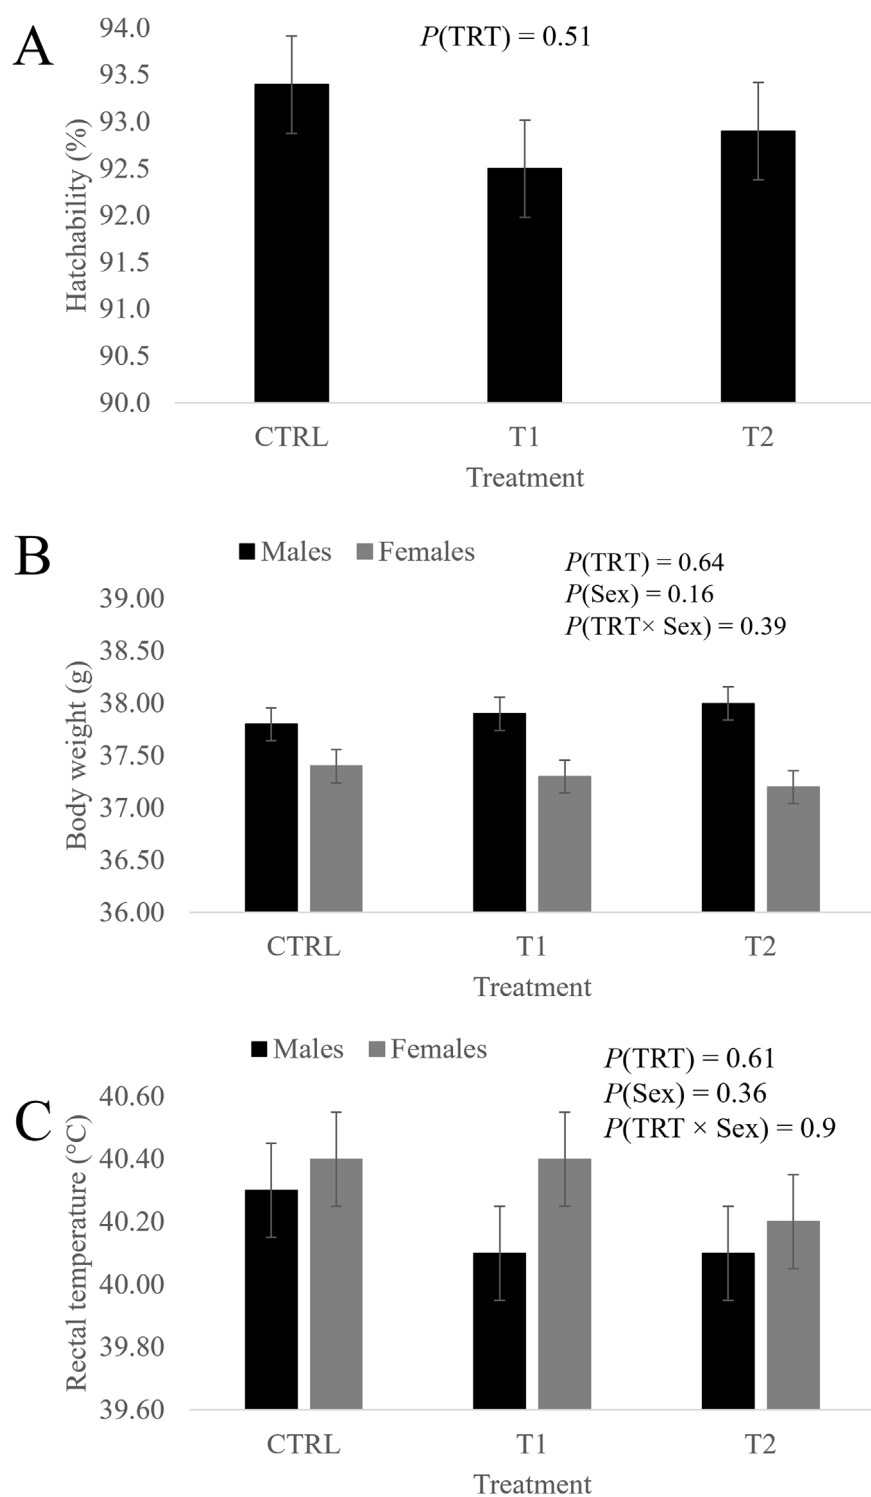 A
P(TRT) = 0.51
Hatchability (%)
94.0
93.5
93.0
92.5
92.0
91.5
91.0
90.5
90.0
CTRL T1 T2
Treatment
B
Males Females
P(TRT) = 0.64
P(Sex) = 0.16
P(TRT× Sex) = 0.39
Body weight (g)
39.00
38.50
38.00
37.50
37.00
36.50
36.00
CTRL T1 T2
Treatment
C
Males Females
P(TRT) = 0.61
P(Sex) = 0.36
P(TRT × Sex) = 0.9
Rectal temperature (°C)
40.60
40.40
40.20
40.00
39.80
39.60
CTRL T1 T2
Treatment